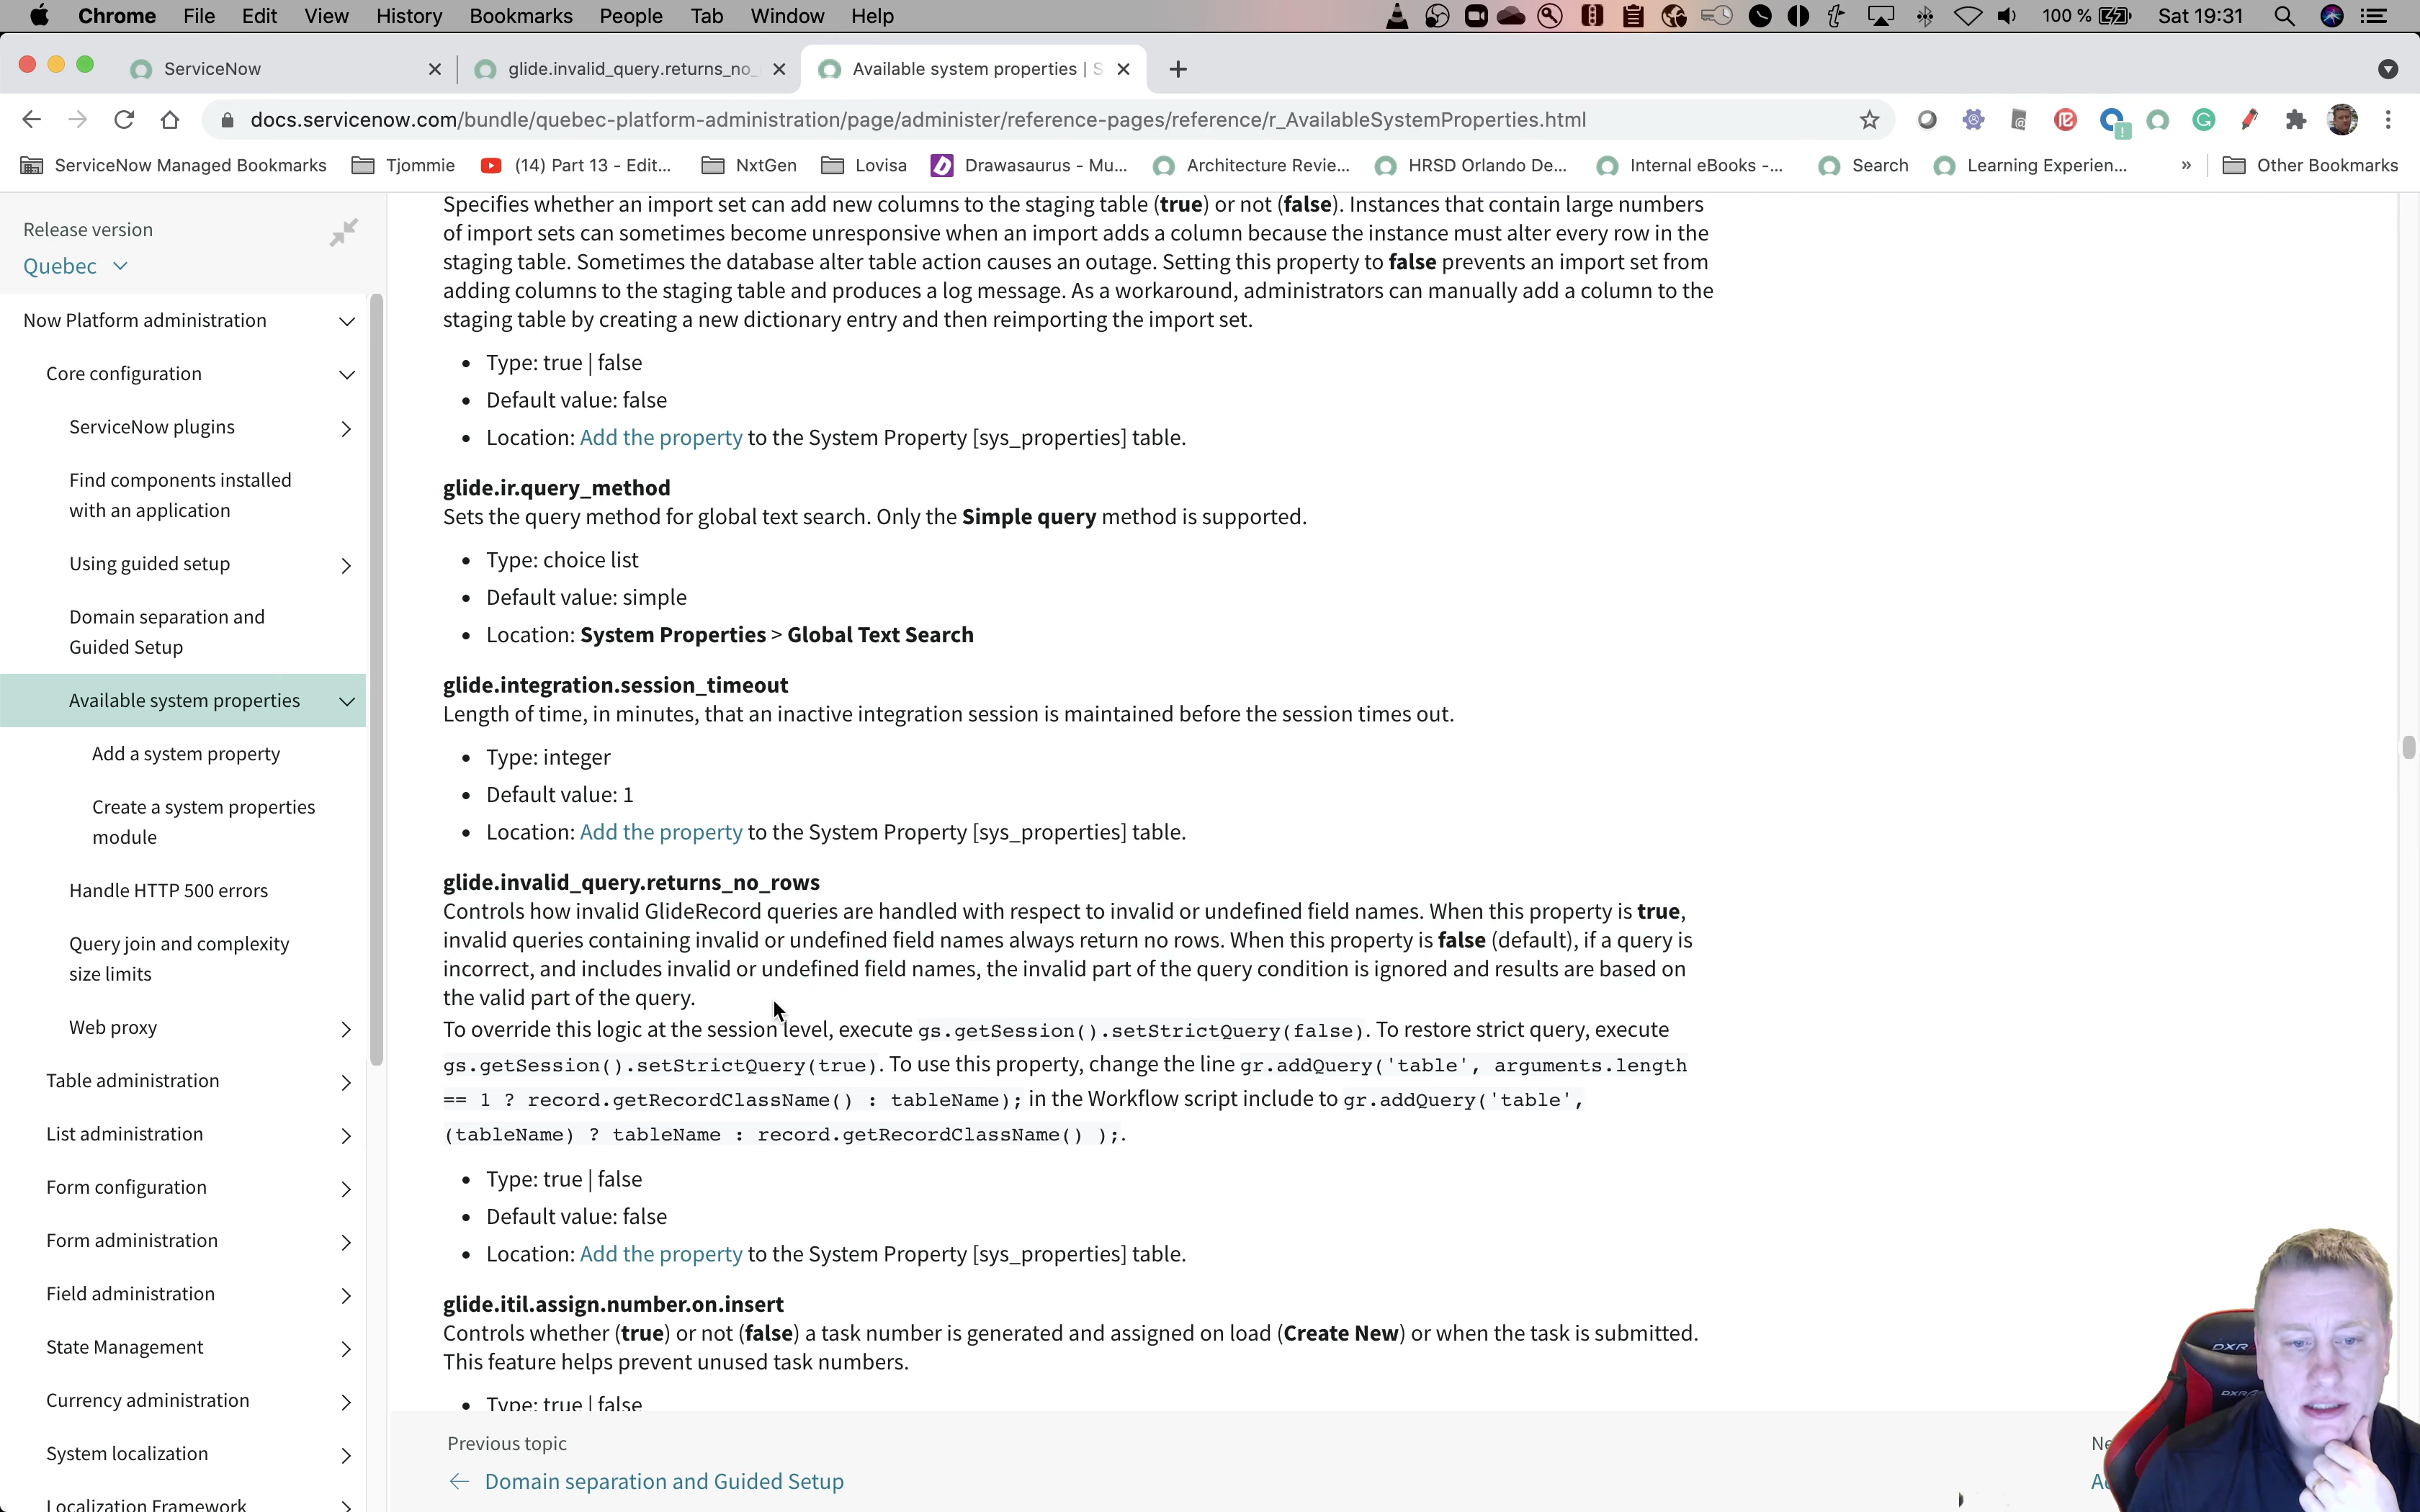 Chrome File Edit View History Bookmarks People Tab Window Help 100 % Sat 19:31
ServiceNow glide.invalid_query.returns_no_ Available system properties | S
docs.servicenow.com/bundle/quebec-platform-administration/page/administer/reference-pages/reference/r_AvailableSystemProperties.html
ServiceNow Managed Bookmarks Tjommie (14) Part 13 - Edit... NxtGen Lovisa Drawasaurus - Mu... Architecture Revie... HRSD Orlando De... Internal eBooks -... Search Learning Experien... » Other Bookmarks
Release version
Quebec
Now Platform administration
Core configuration
ServiceNow plugins
Find components installed
with an application
Using guided setup
Domain separation and
Guided Setup
Available system properties
Add a system property
Create a system properties
module
Handle HTTP 500 errors
Query join and complexity
size limits
Web proxy
Table administration
List administration
Form configuration
Form administration
Field administration
State Management
Currency administration
System localization
Localization Framework
Specifies whether an import set can add new columns to the staging table (true) or not (false). Instances that contain large numbers
of import sets can sometimes become unresponsive when an import adds a column because the instance must alter every row in the
staging table. Sometimes the database alter table action causes an outage. Setting this property to false prevents an import set from
adding columns to the staging table and produces a log message. As a workaround, administrators can manually add a column to the
staging table by creating a new dictionary entry and then reimporting the import set.
• Type: true | false
• Default value: false
• Location: Add the property to the System Property [sys_properties] table.
glide.ir.query_method
Sets the query method for global text search. Only the Simple query method is supported.
• Type: choice list
• Default value: simple
• Location: System Properties > Global Text Search
glide.integration.session_timeout
Length of time, in minutes, that an inactive integration session is maintained before the session times out.
• Type: integer
• Default value: 1
• Location: Add the property to the System Property [sys_properties] table.
glide.invalid_query.returns_no_rows
Controls how invalid GlideRecord queries are handled with respect to invalid or undefined field names. When this property is true,
invalid queries containing invalid or undefined field names always return no rows. When this property is false (default), if a query is
incorrect, and includes invalid or undefined field names, the invalid part of the query condition is ignored and results are based on
the valid part of the query.
To override this logic at the session level, execute gs.getSession().setStrictQuery(false). To restore strict query, execute
gs.getSession().setStrictQuery(true). To use this property, change the line gr.addQuery('table', arguments.length
== 1 ? record.getRecordClassName() : tableName); in the Workflow script include to gr.addQuery('table',
(tableName) ? tableName : record.getRecordClassName() );.
• Type: true | false
• Default value: false
• Location: Add the property to the System Property [sys_properties] table.
glide.itil.assign.number.on.insert
Controls whether (true) or not (false) a task number is generated and assigned on load (Create New) or when the task is submitted.
This feature helps prevent unused task numbers.
• Type: true | false
Previous topic
← Domain separation and Guided Setup